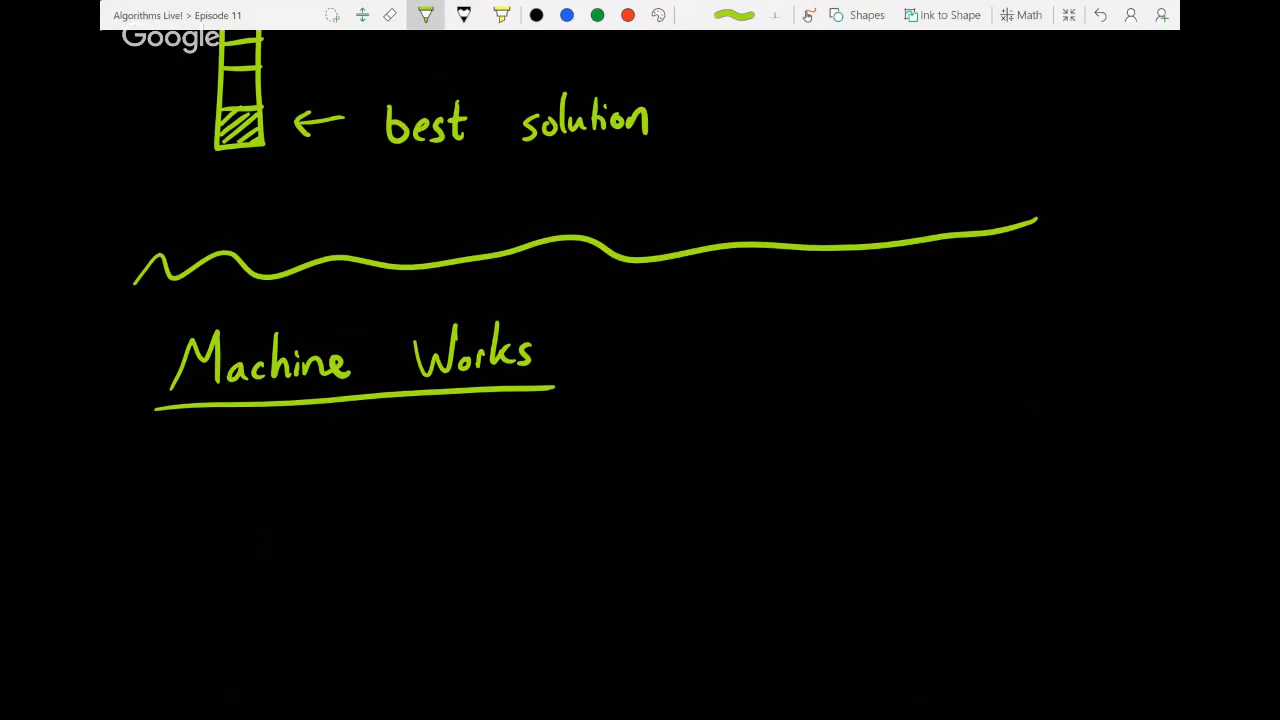 Algorithms Live! > Episode 11
Shapes
Ink to Shape
Math
Google
← best solution
Machine Works